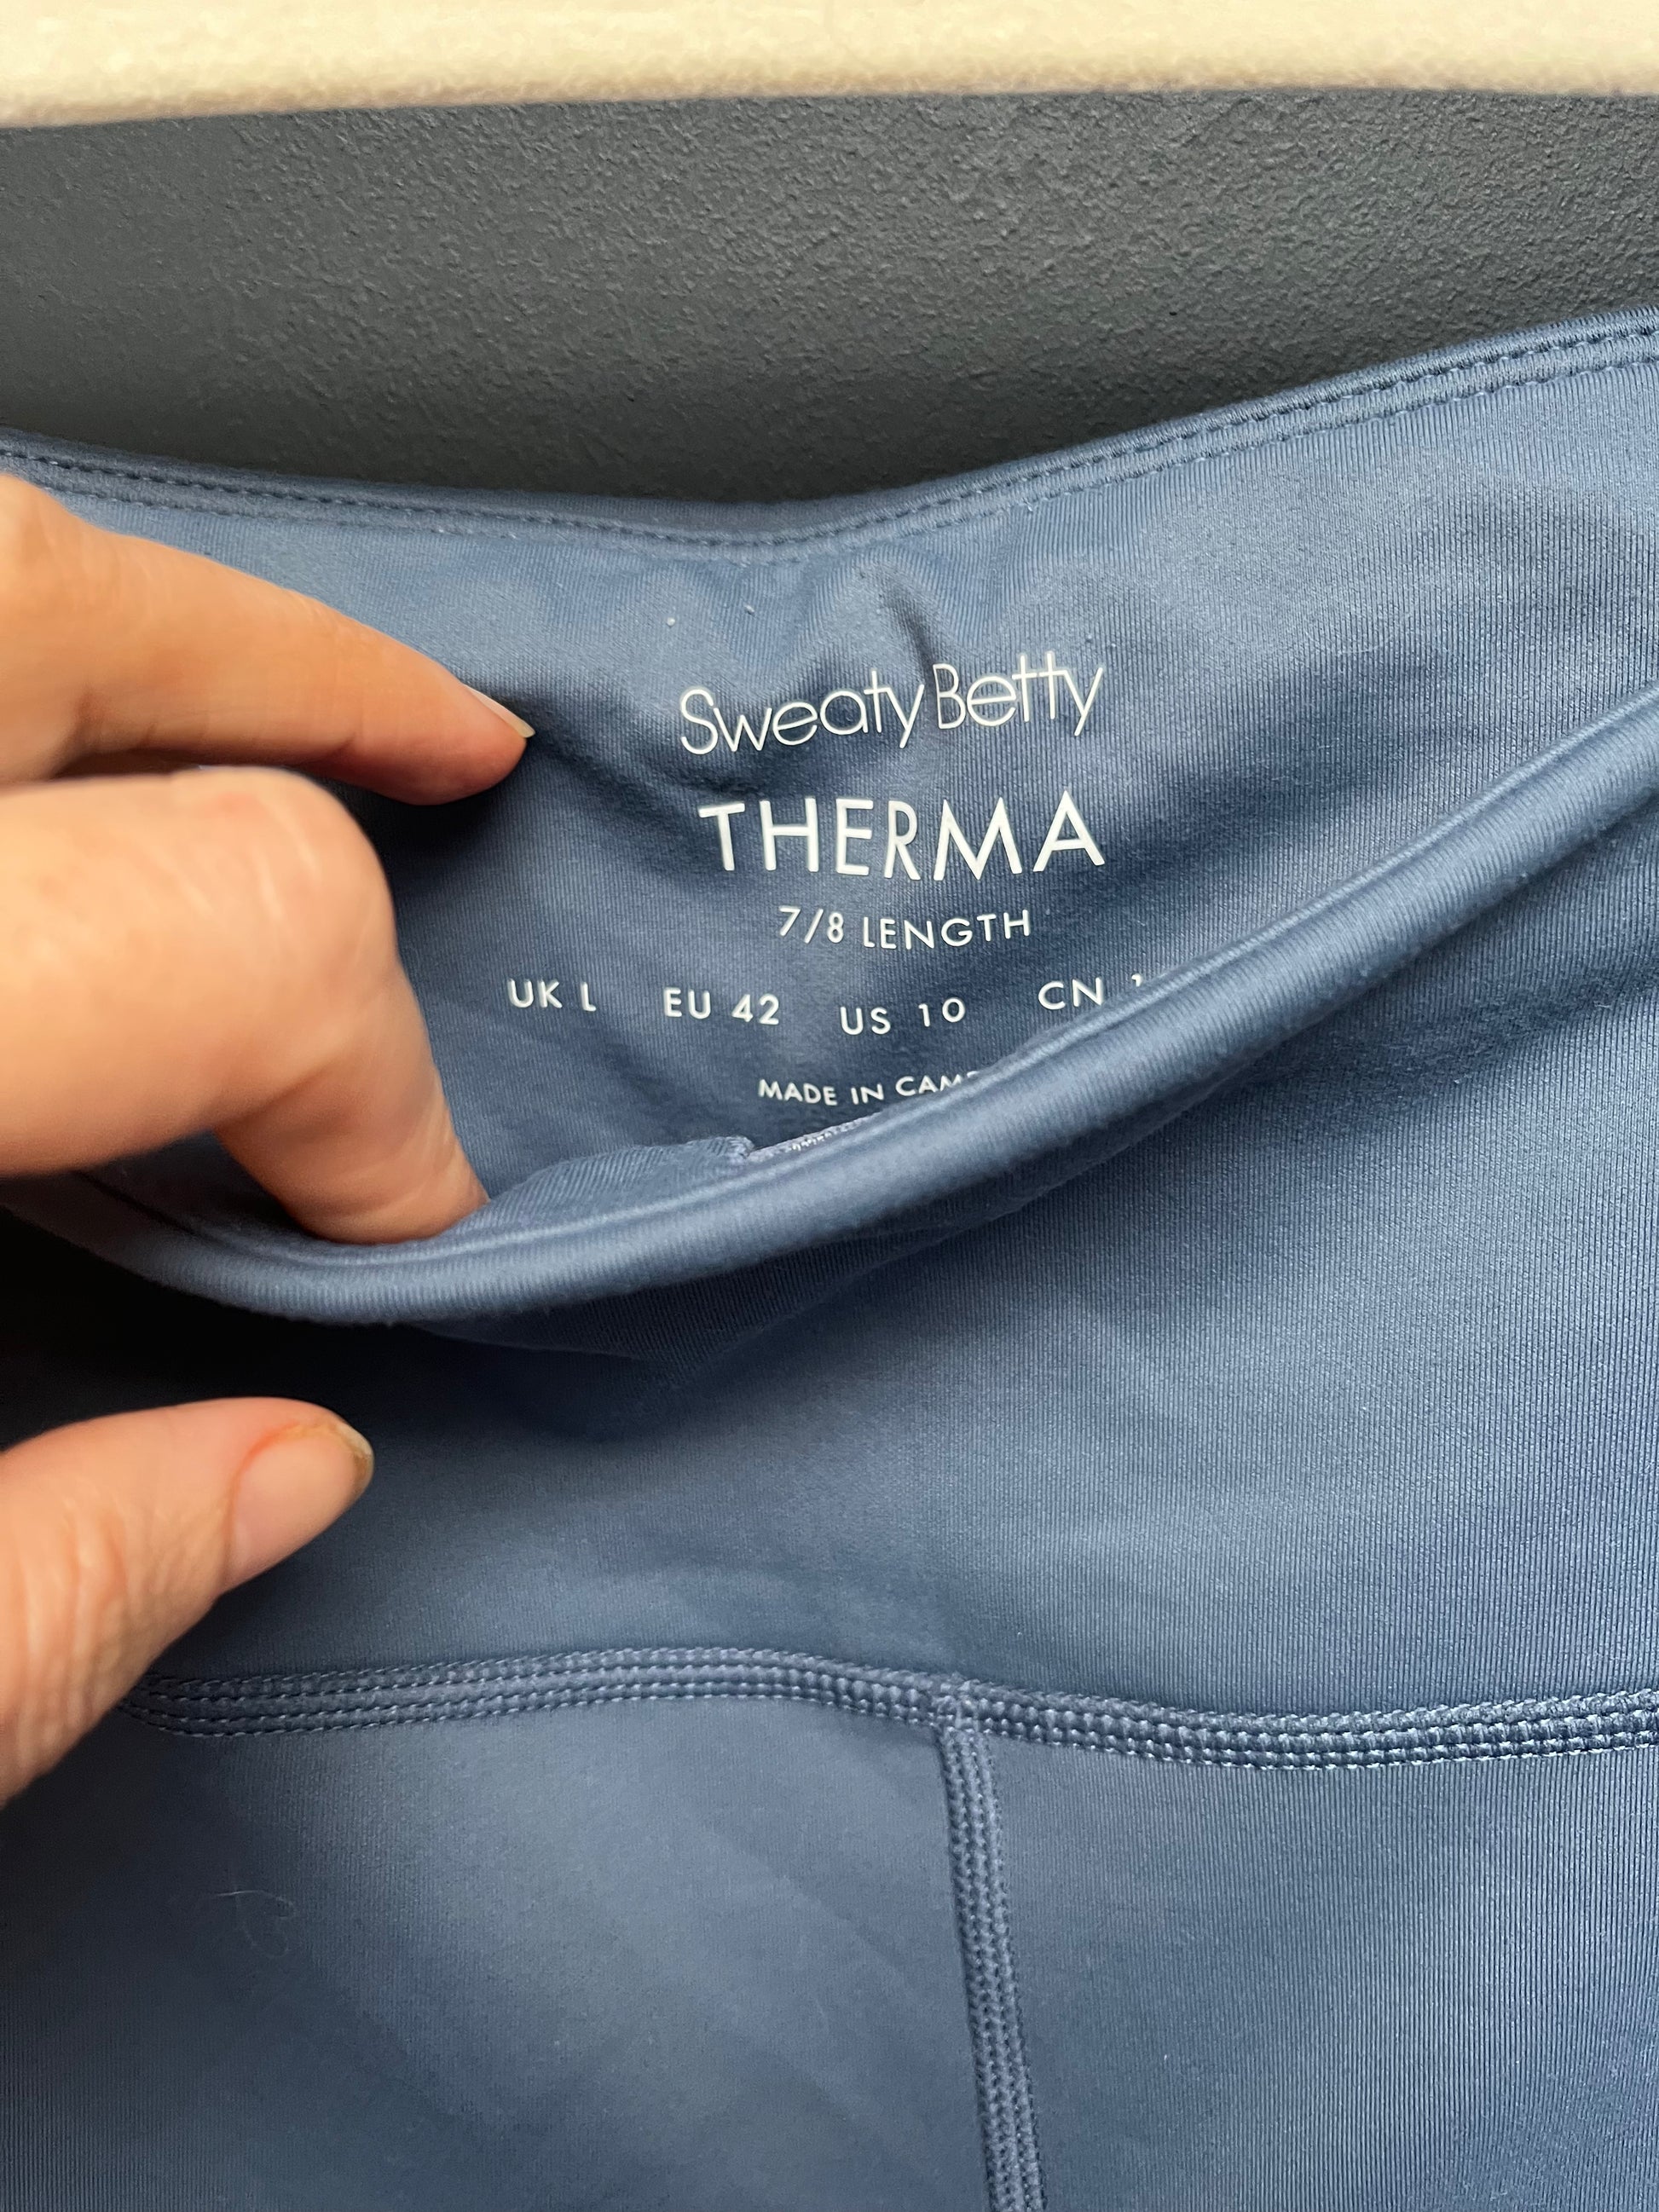 Sweaty Betty
THERMA
7/8 LENGTH
UK L EU 42 US 10 CN
MADE IN